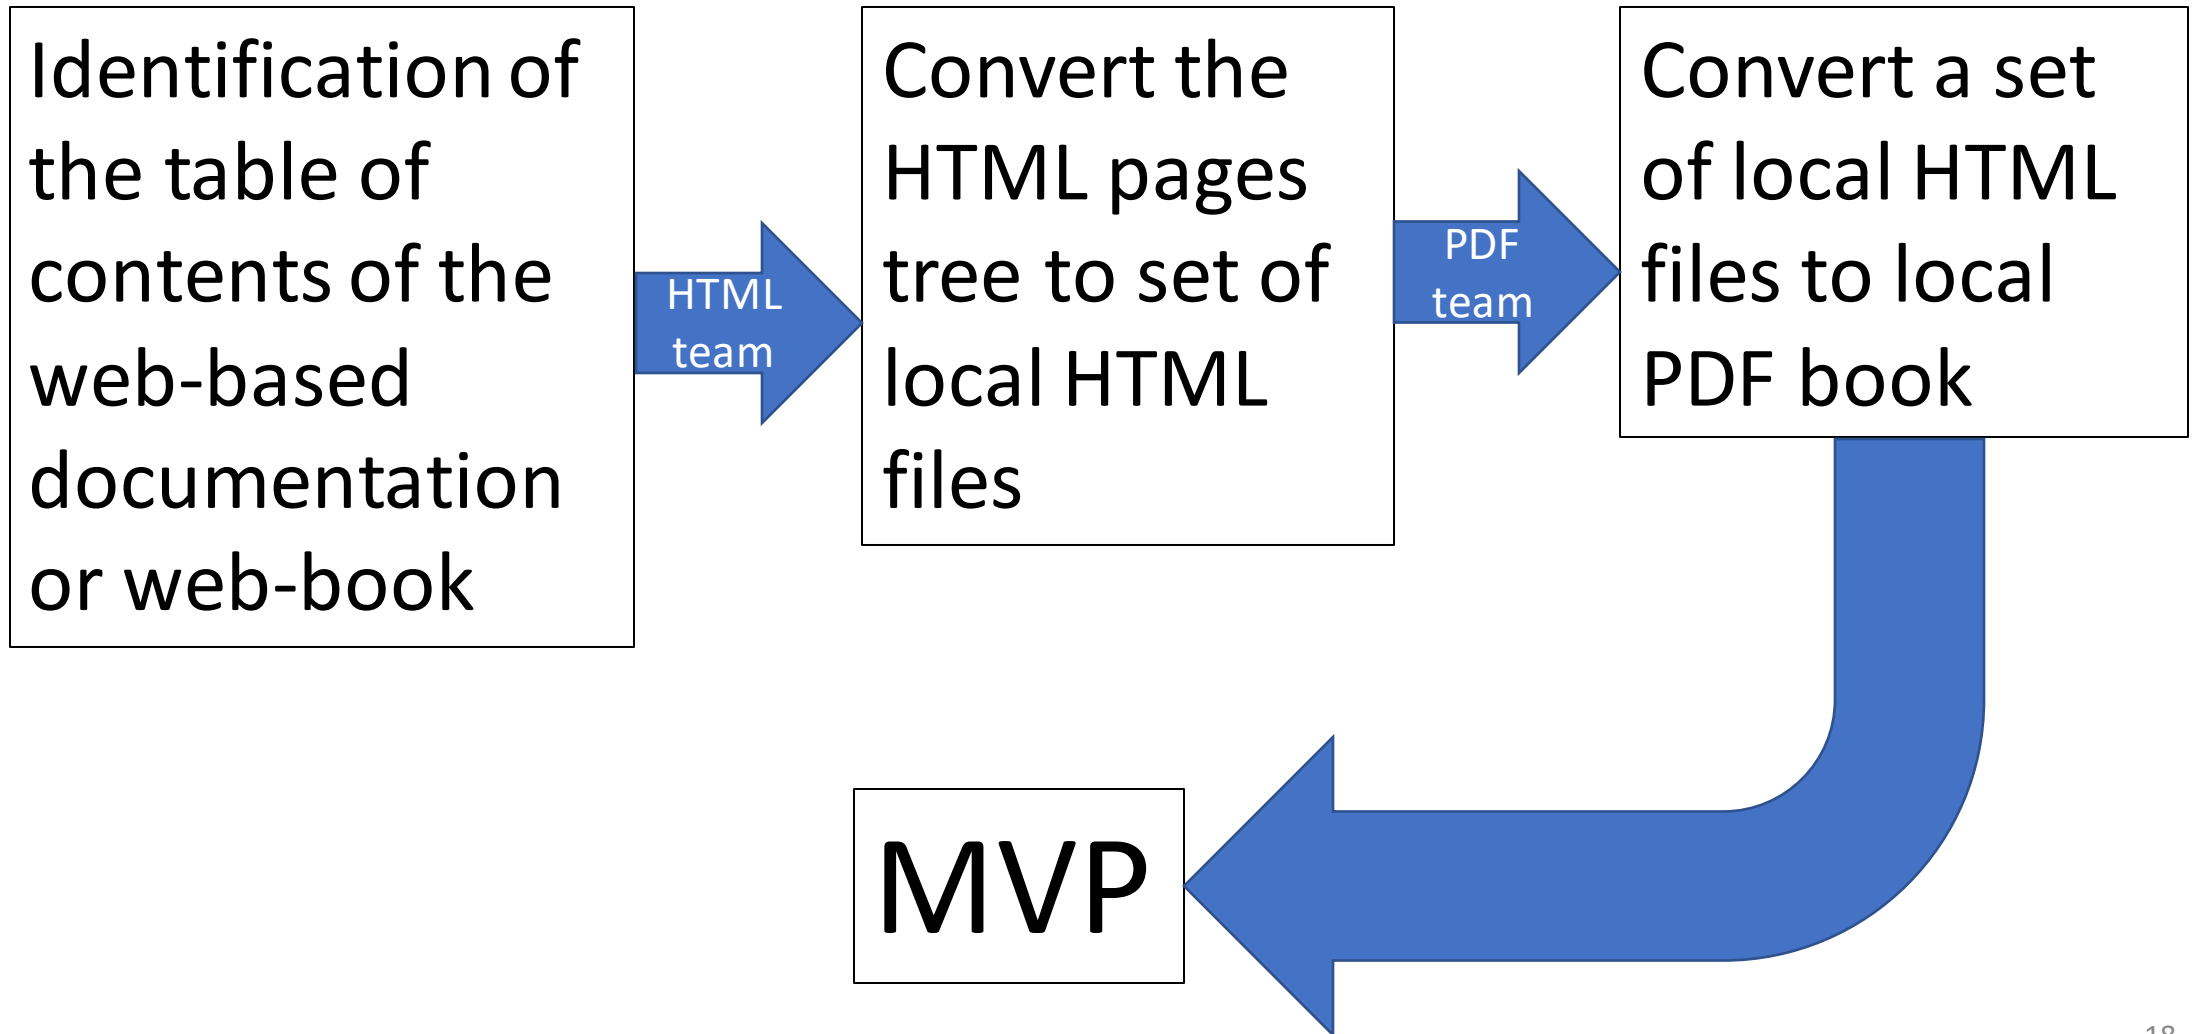 Identification of
the table of
contents of the
web-based
documentation
or web-book
HTML
team
Convert the
HTML pages
tree to set of
local HTML
files
PDF
team
Convert a set
of local HTML
files to local
PDF book
MVP
18